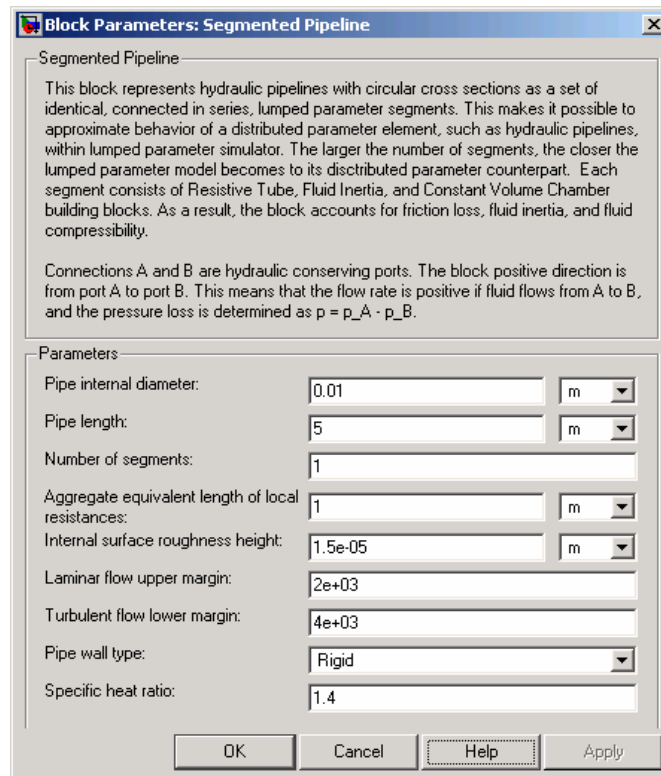 Block Parameters: Segmented Pipeline
Segmented Pipeline
This block represents hydraulic pipelines with circular cross sections as a set of
identical, connected in series, lumped parameter segments. This makes it possible to
approximate behavior of a distributed parameter element, such as hydraulic pipelines,
within lumped parameter simulator. The larger the number of segments, the closer the
lumped parameter model becomes to its disctributed parameter counterpart. Each
segment consists of Resistive Tube, Fluid Inertia, and Constant Volume Chamber
building blocks. As a result, the block accounts for friction loss, fluid inertia, and fluid
compressibility.
Connections A and B are hydraulic conserving ports. The block positive direction is
from port A to port B. This means that the flow rate is positive if fluid flows from A to B,
and the pressure loss is determined as p = p_A - p_B.
Parameters
Pipe internal diameter: 0.01 m
Pipe length: 5 m
Number of segments: 1
Aggregate equivalent length of local
resistances: 1 m
Internal surface roughness height: 1.5e-05 m
Laminar flow upper margin: 2e+03
Turbulent flow lower margin: 4e+03
Pipe wall type: Rigid
Specific heat ratio: 1.4
OK Cancel Help Apply